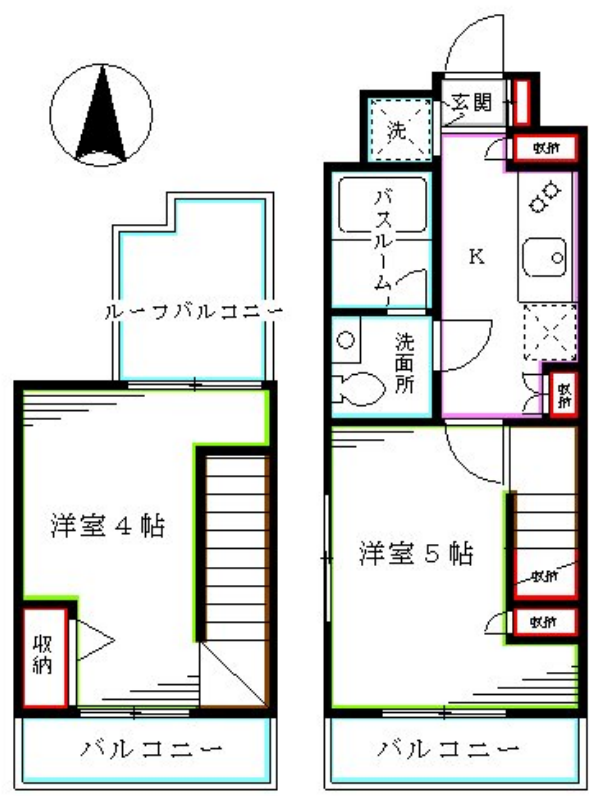 玄関
洗
収納
バスルーム
K
ルーフバルコニー
洗面所
収納
洋室4帖
洋室5帖
収納
収納
収納
バルコニー
バルコニー